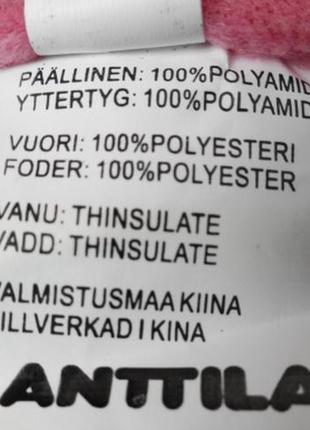 PÄÄLLINEN: 100%POLYAMID
YTTERTYG: 100%POLYAMID
VUORI: 100%POLYESTERI
FODER: 100%POLYESTER
VANU: THINSULATE
VADD: THINSULATE
VALMISTUSMAA KIINA
TILLVERKAD I KINA
ANTTILA